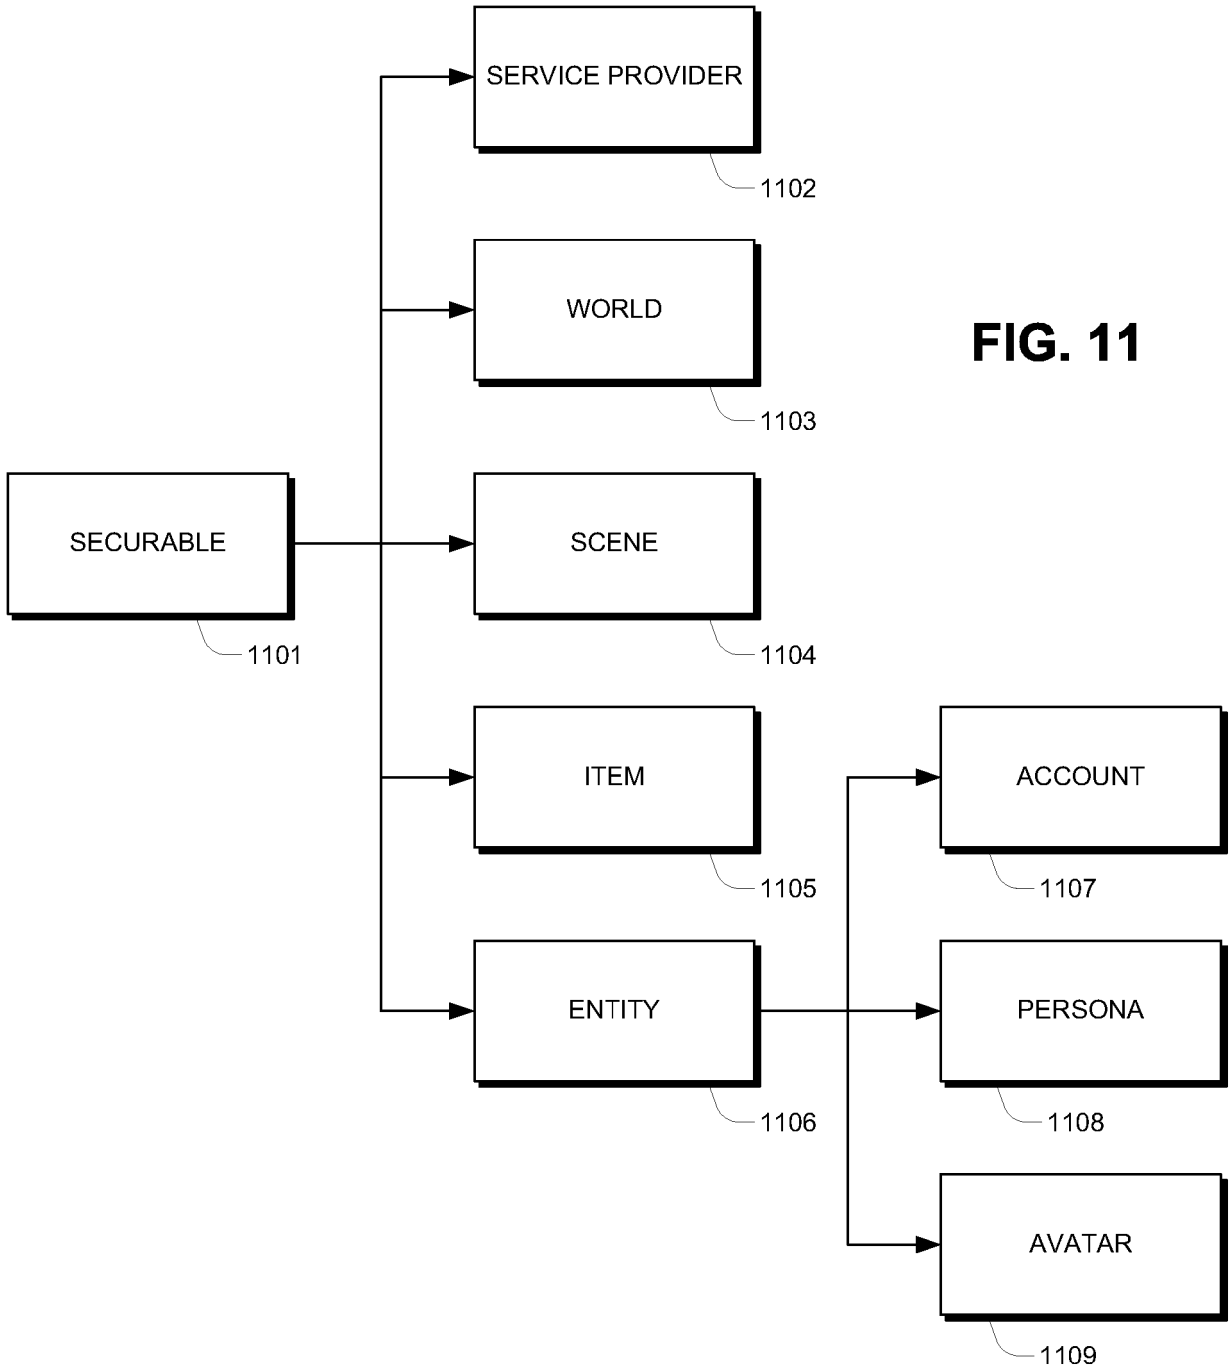 SERVICE PROVIDER
1102
WORLD
1103
FIG. 11
SECURABLE
1101
SCENE
1104
ITEM
1105
ACCOUNT
1107
ENTITY
1106
PERSONA
1108
AVATAR
1109